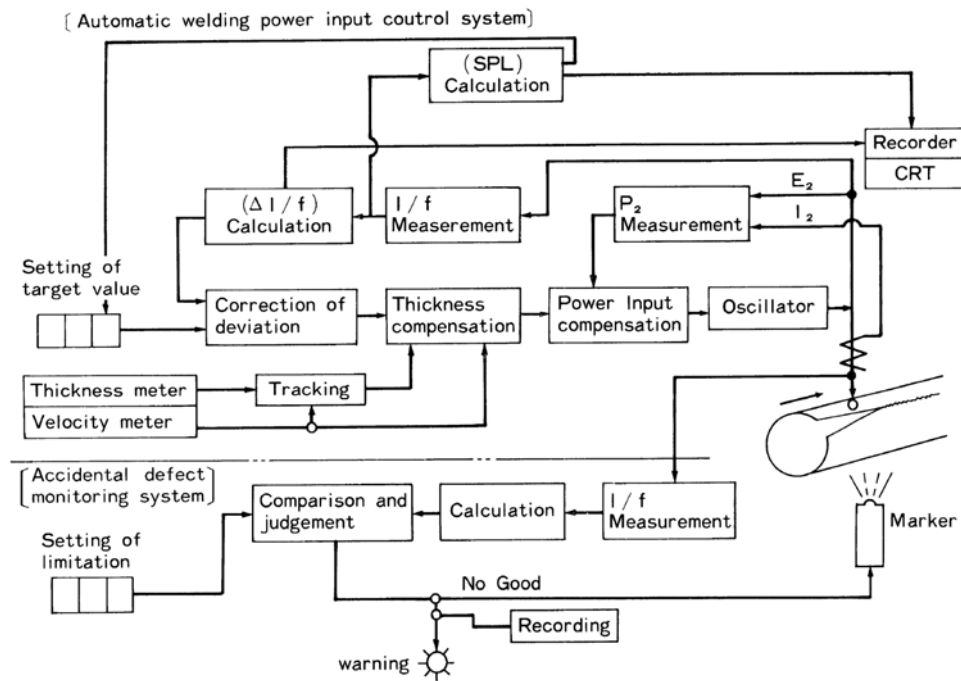 Automatic welding power input coutrol system
(SPL)
Calculation
Recorder
CRT
E₂
I₂
(Δ I/f)
Calculation
I/f
Measerement
P₂
Measurement
Setting of
target value
Correction of
deviation
Thickness
compensation
Power Input
compensation
Oscillator
Thickness meter
Velocity meter
Tracking
Accidental defect
monitoring system
Comparison and
judgement
Calculation
I/f
Measurement
Marker
Setting of
limitation
No Good
Recording
warning